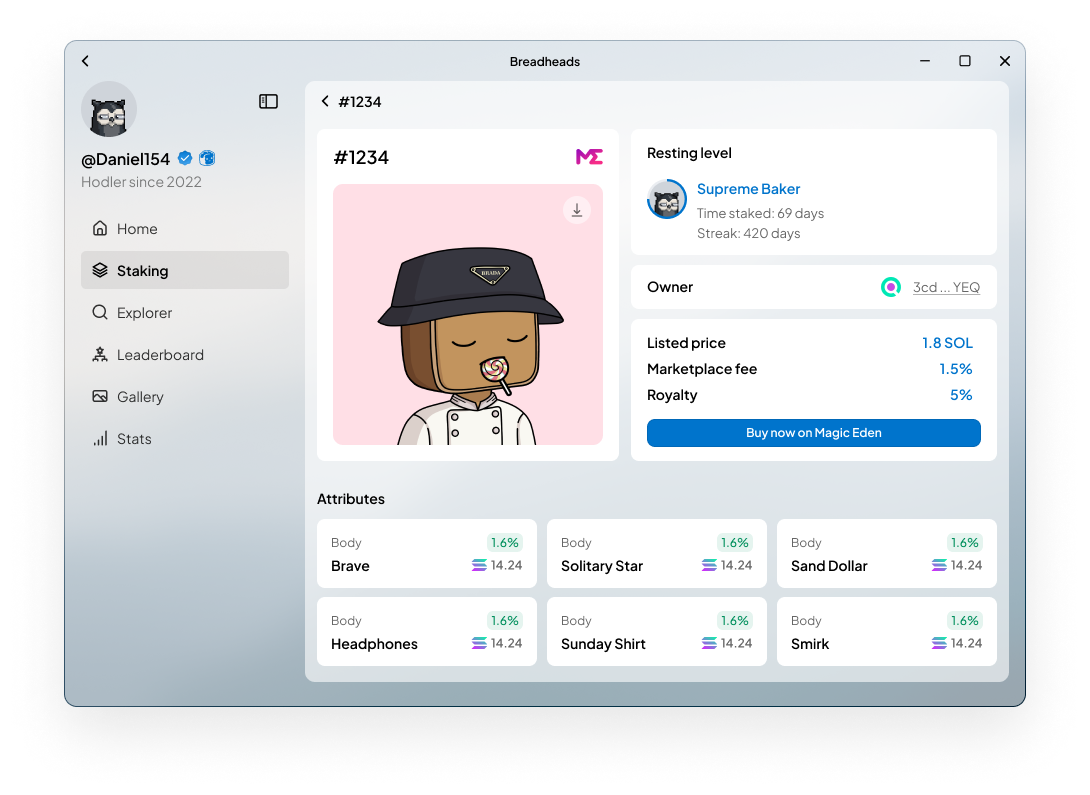 Breadheads
@Daniel154
Hodler since 2022
Home
Staking
Explorer
Leaderboard
Gallery
Stats
#1234
#1234
ME
BRADA
Resting level
Supreme Baker
Time staked: 69 days
Streak: 420 days
Owner
3cd ... YEQ
Listed price 1.8 SOL
Marketplace fee 1.5%
Royalty 5%
Buy now on Magic Eden
Attributes
Body 1.6%
Brave 14.24
Body 1.6%
Solitary Star 14.24
Body 1.6%
Sand Dollar 14.24
Body 1.6%
Headphones 14.24
Body 1.6%
Sunday Shirt 14.24
Body 1.6%
Smirk 14.24